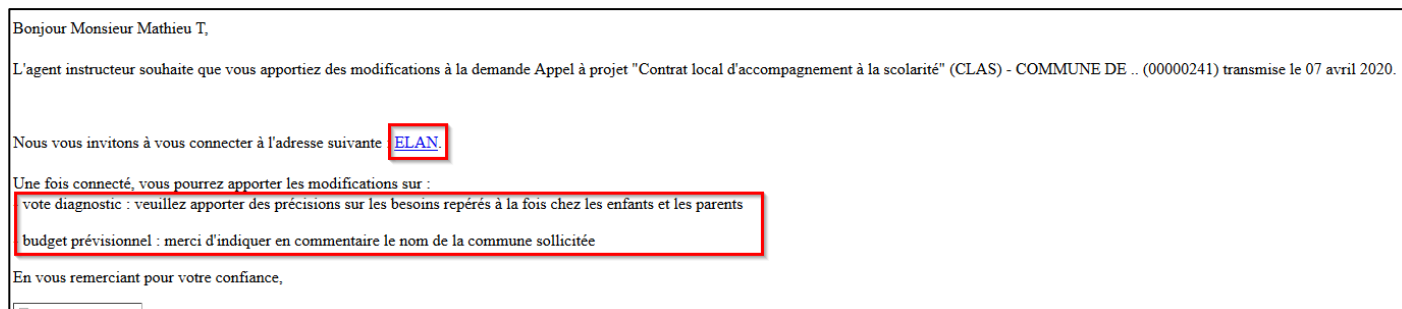 Bonjour Monsieur Mathieu T,
L'agent instructeur souhaite que vous apportiez des modifications à la demande Appel à projet "Contrat local d'accompagnement à la scolarité" (CLAS) - COMMUNE DE .. (00000241) transmise le 07 avril 2020.
Nous vous invitons à vous connecter à l'adresse suivante : ELAN.
Une fois connecté, vous pourrez apporter les modifications sur :
- vote diagnostic : veuillez apporter des précisions sur les besoins repérés à la fois chez les enfants et les parents
- budget prévisionnel : merci d'indiquer en commentaire le nom de la commune sollicitée
En vous remerciant pour votre confiance,